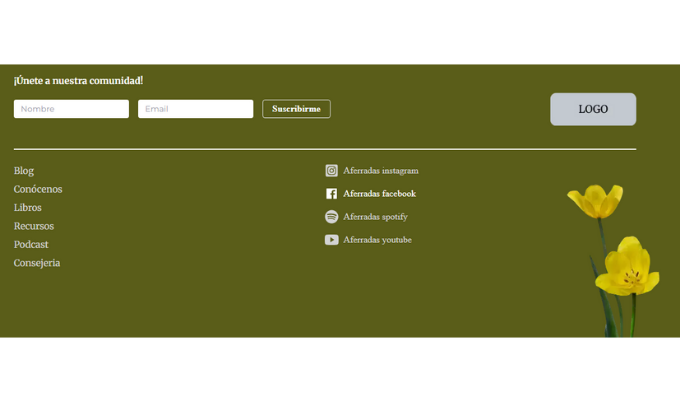 ¡Únete a nuestra comunidad!
Nombre Email Suscribirme LOGO
Blog
Conócenos
Libros
Recursos
Podcast
Consejeria
Aferradas instagram
Aferradas facebook
Aferradas spotify
Aferradas youtube